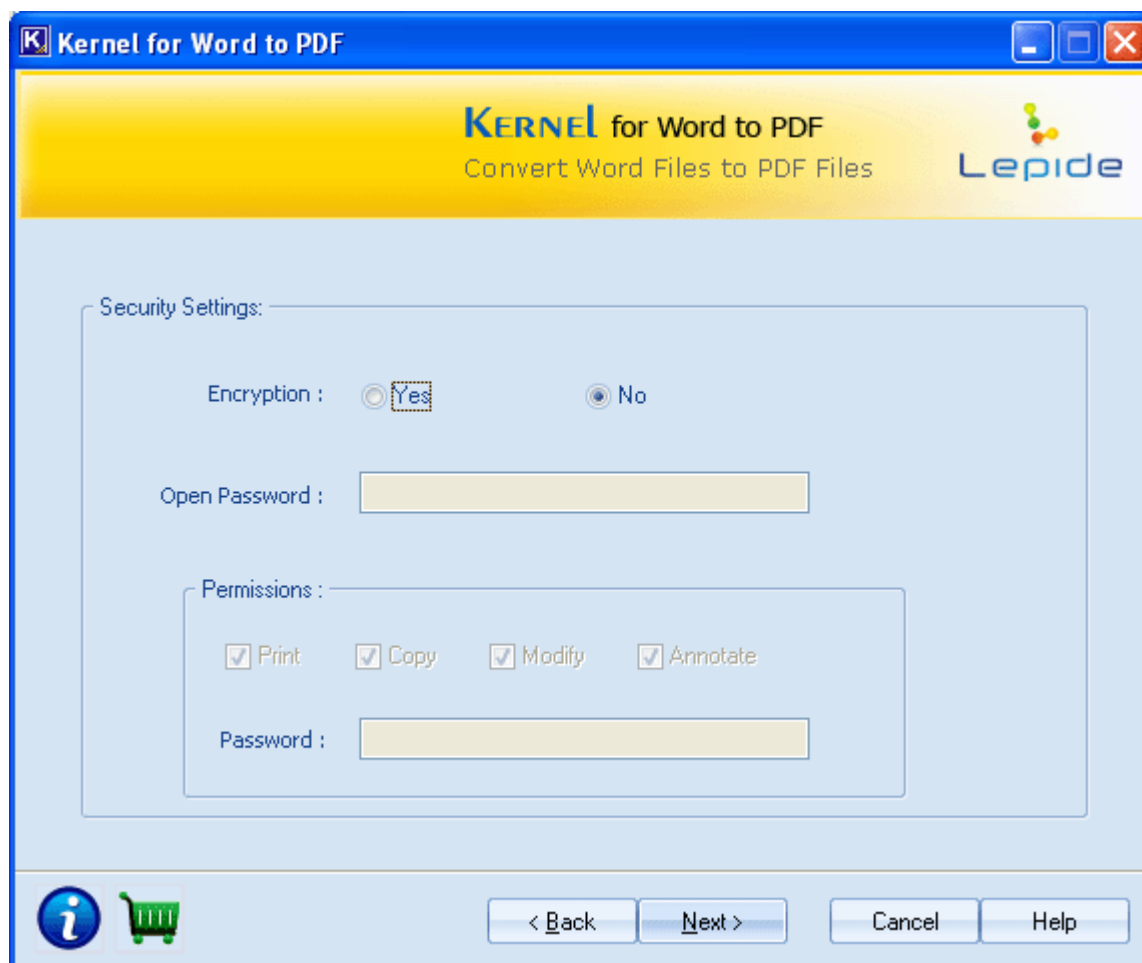 Kernel for Word to PDF
KERNEL for Word to PDF
Convert Word Files to PDF Files
Lepide
Security Settings:
Encryption : Yes No
Open Password :
Permissions :
Print Copy Modify Annotate
Password :
< Back Next > Cancel Help